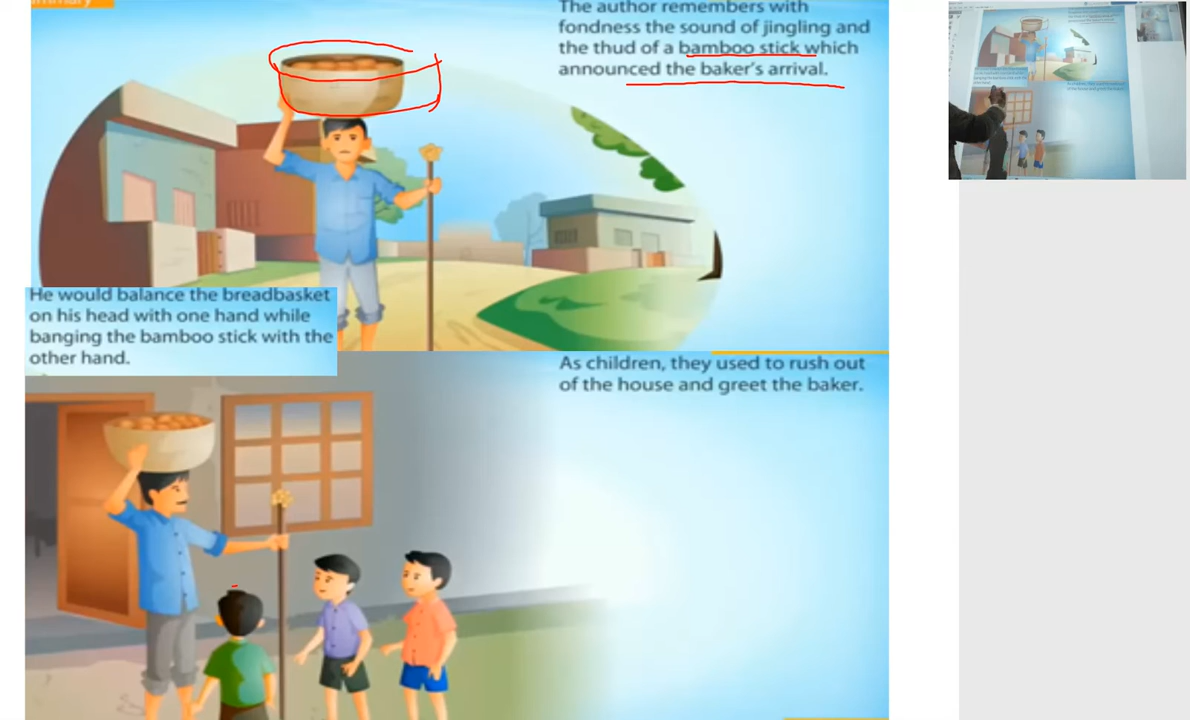 The author remembers with
fondness the sound of jingling and
the thud of a bamboo stick which
announced the baker's arrival.
He would balance the breadbasket
on his head with one hand while
banging the bamboo stick with the
other hand.
As children, they used to rush out
of the house and greet the baker.